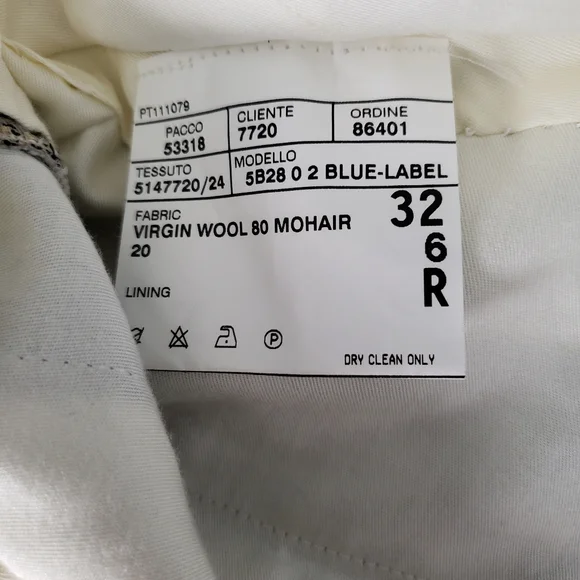 PT111079
PACCO
53318
CLIENTE
7720
ORDINE
86401
TESSUTO
5147720/24
MODELLO
5B28 0 2 BLUE-LABEL
FABRIC
VIRGIN WOOL 80 MOHAIR
20
32
6
R
LINING
P
DRY CLEAN ONLY